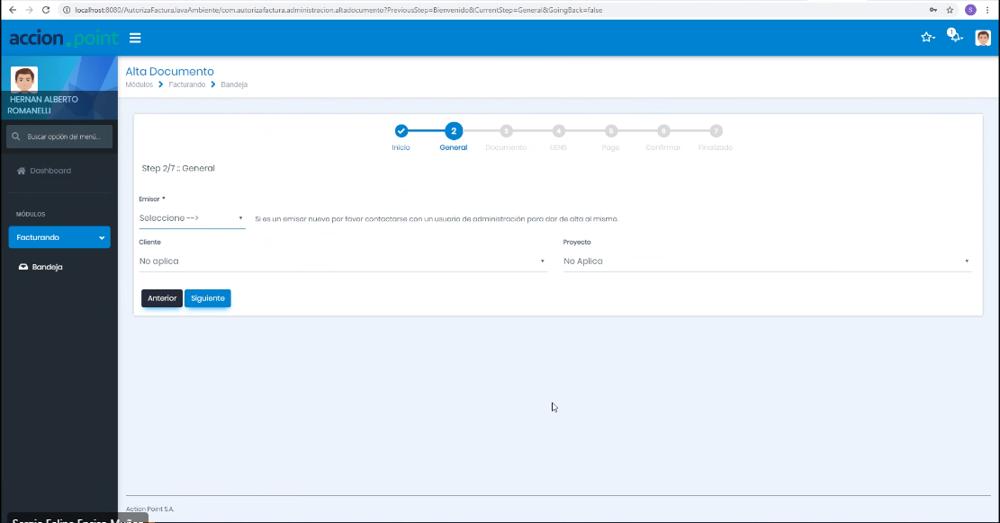 localhost:8080/AutorizaFacturaJavaAmbiente/com.autorizafactura.administracion.altadocumento?PreviousStep=Bienvenido&CurrentStep=General&GoingBack=false
S
accion point
1
HERNAN ALBERTO
ROMANELLI
Buscar opción del menú...
Dashboard
MÓDULOS
Facturando
Bandeja
Alta Documento
Módulos > Facturando > Bandeja
2 3 4 5 6 7
Inicio General Documento UENS Pago Confirmar Finalizado
Step 2/7 :: General
Emisor *
Seleccione --> Si es un emisor nuevo por favor contactarse con un usuario de administración para dar de alta al mismo.
Cliente Proyecto
No aplica No Aplica
Anterior Siguiente
Action Point S.A.
Sergio Felipe Enciso Muñoz